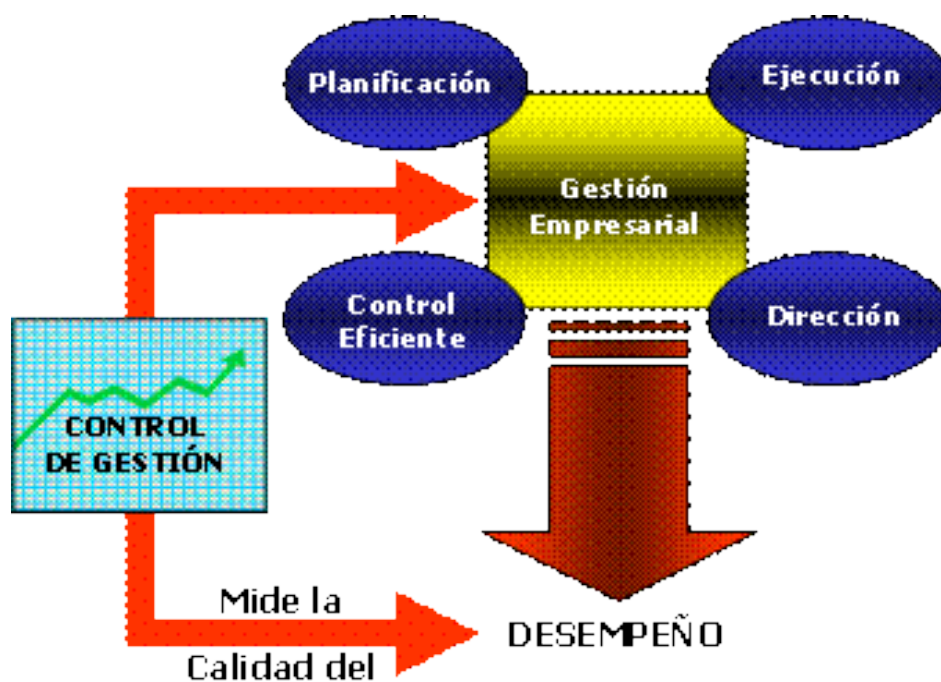 Planificación
Ejecución
Gestión
Empresarial
Control
Eficiente
Dirección
CONTROL
DE GESTIÓN
Mide la
Calidad del
DESEMPEÑO